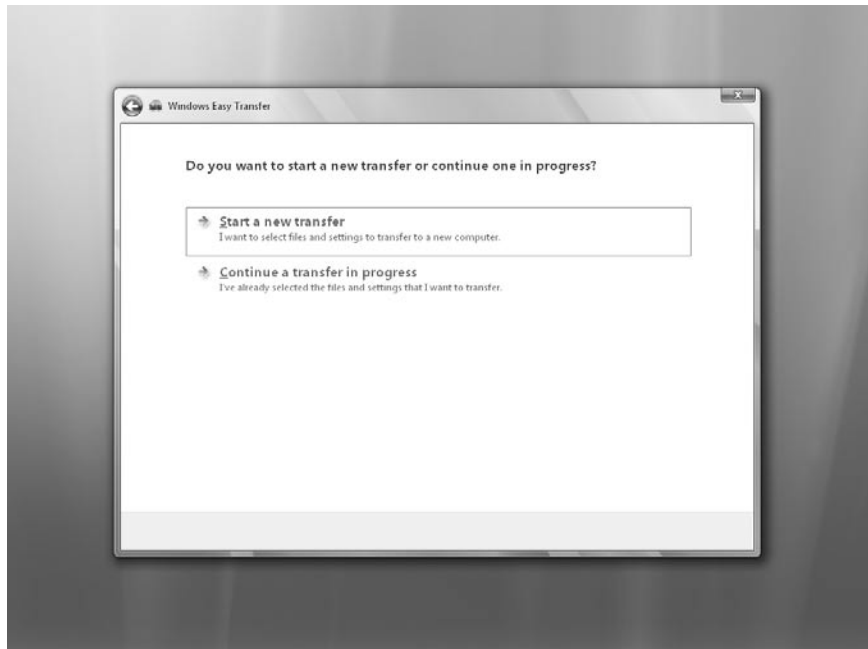 Windows Easy Transfer
Do you want to start a new transfer or continue one in progress?
Start a new transfer
I want to select files and settings to transfer to a new computer.
Continue a transfer in progress
I've already selected the files and settings that I want to transfer.